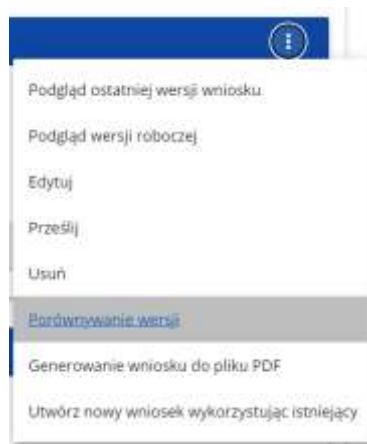 Podgląd ostatniej wersji wniosku
Podgląd wersji roboczej
Edytuj
Prześlij
Usuń
Porównywanie wersji
Generowanie wniosku do pliku PDF
Utwórz nowy wniosek wykorzystując istniejący